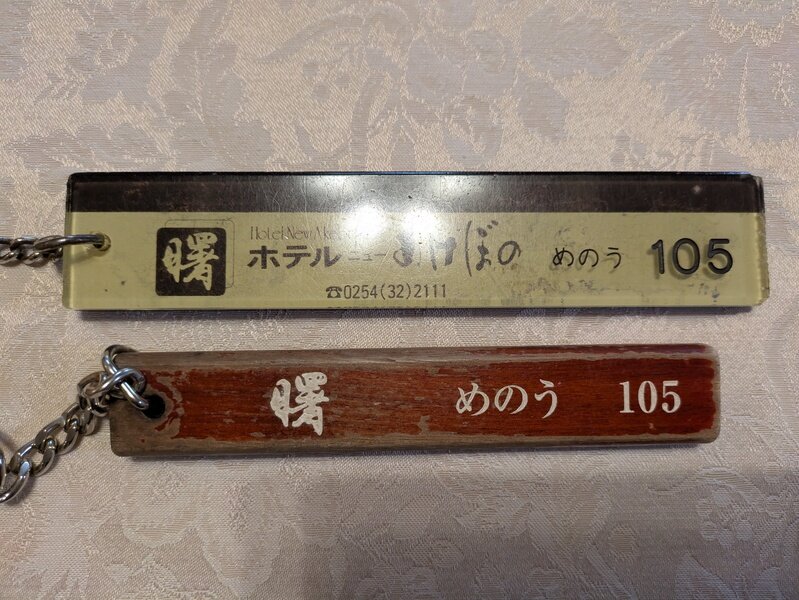 曙
Hotel New Ake
ホテルニューあけぼの めのう 105
☎0254(32)2111
曙 めのう 105